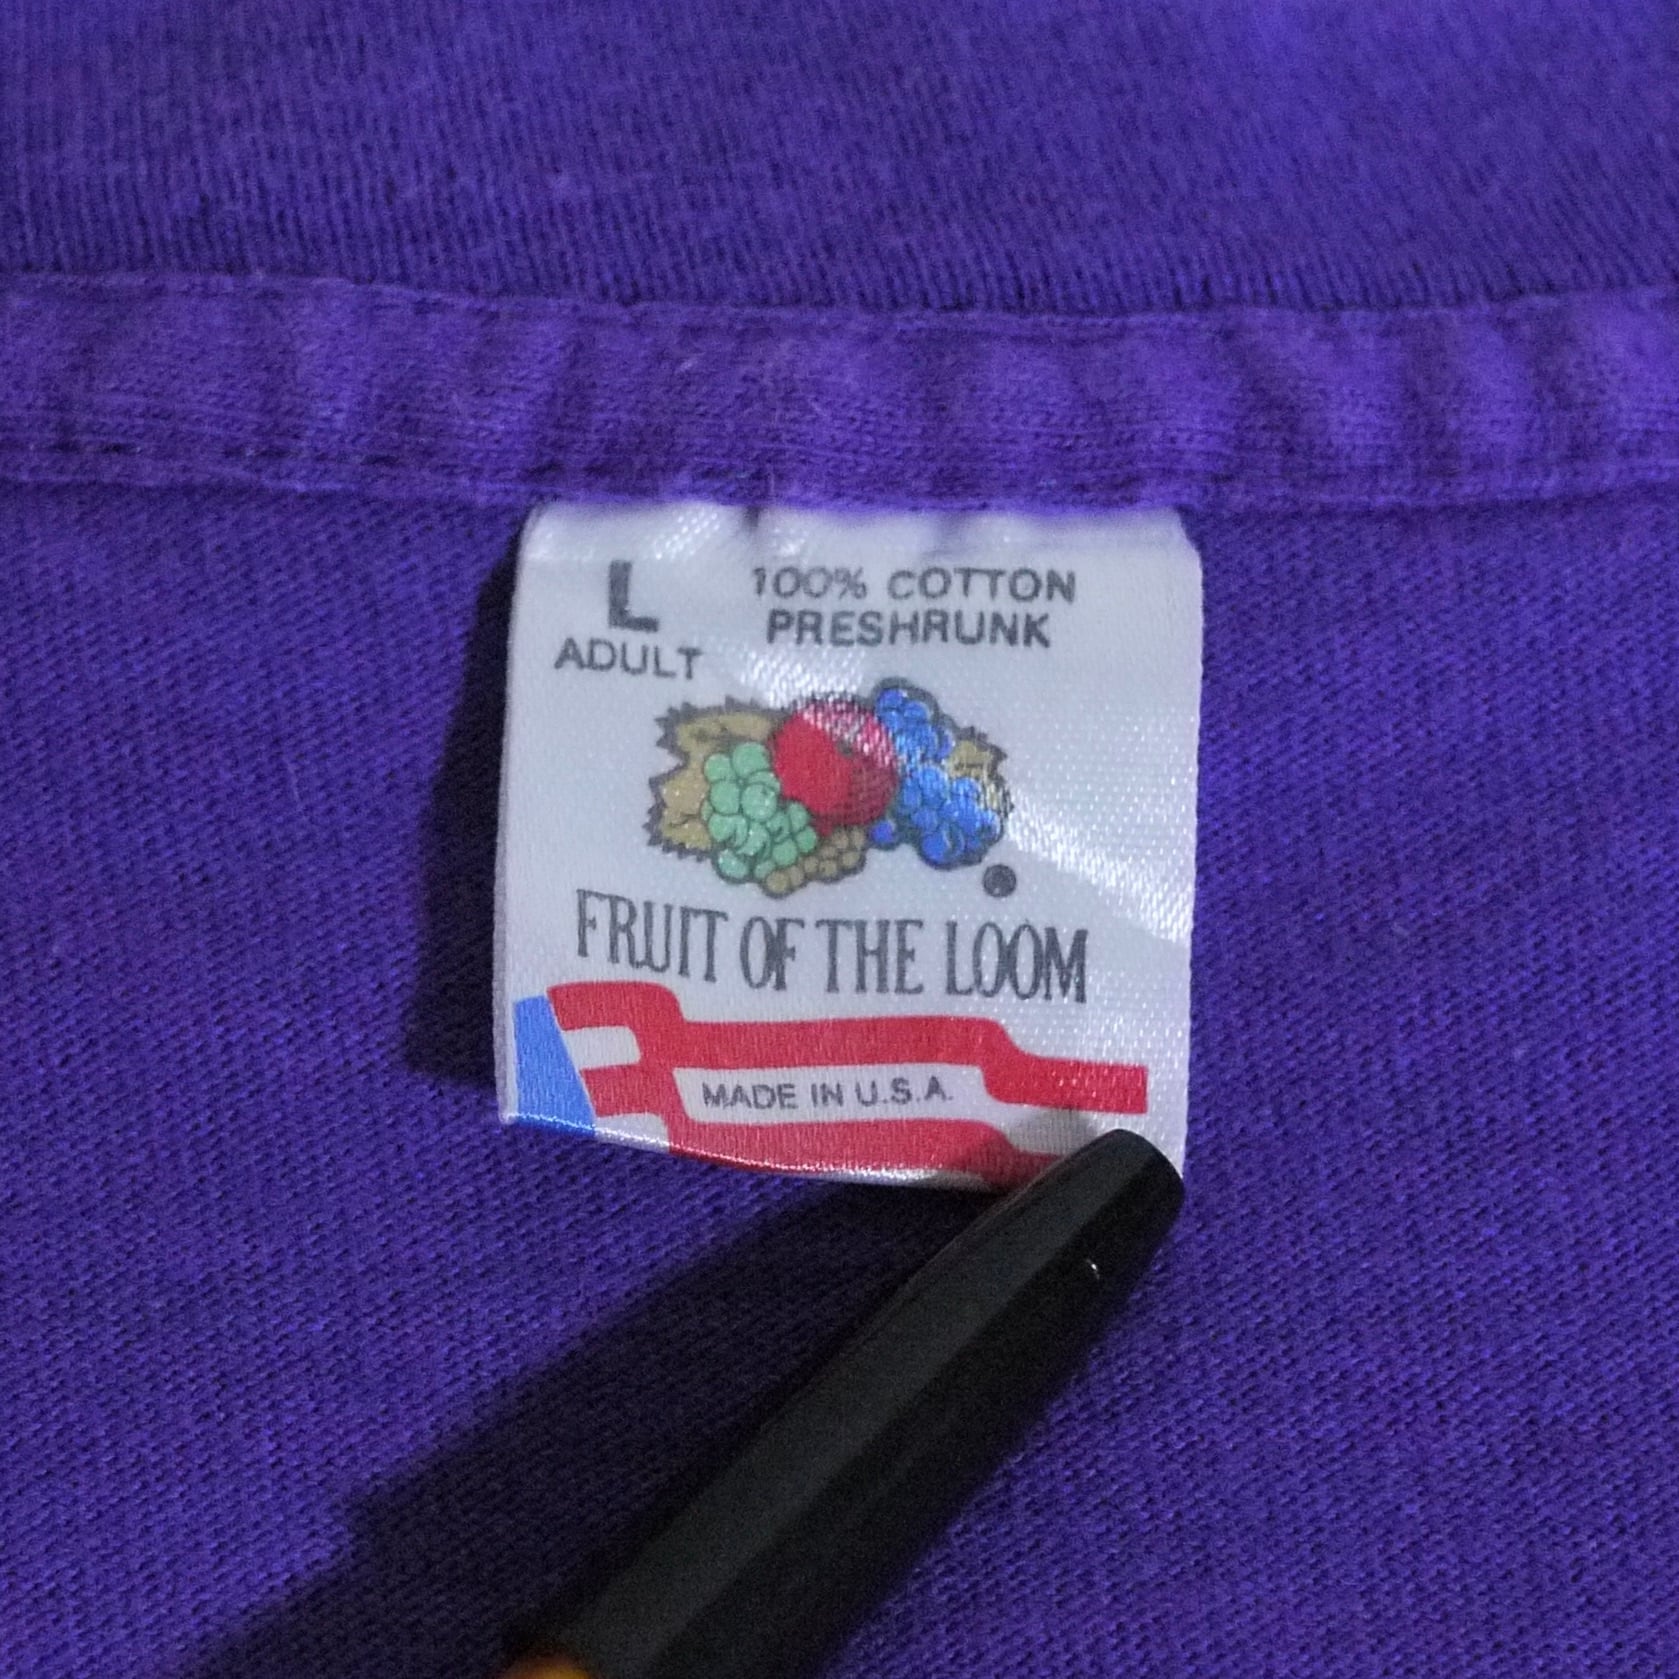 L
ADULT
100% COTTON
PRESHRUNK
FRUIT OF THE LOOM
MADE IN U.S.A.